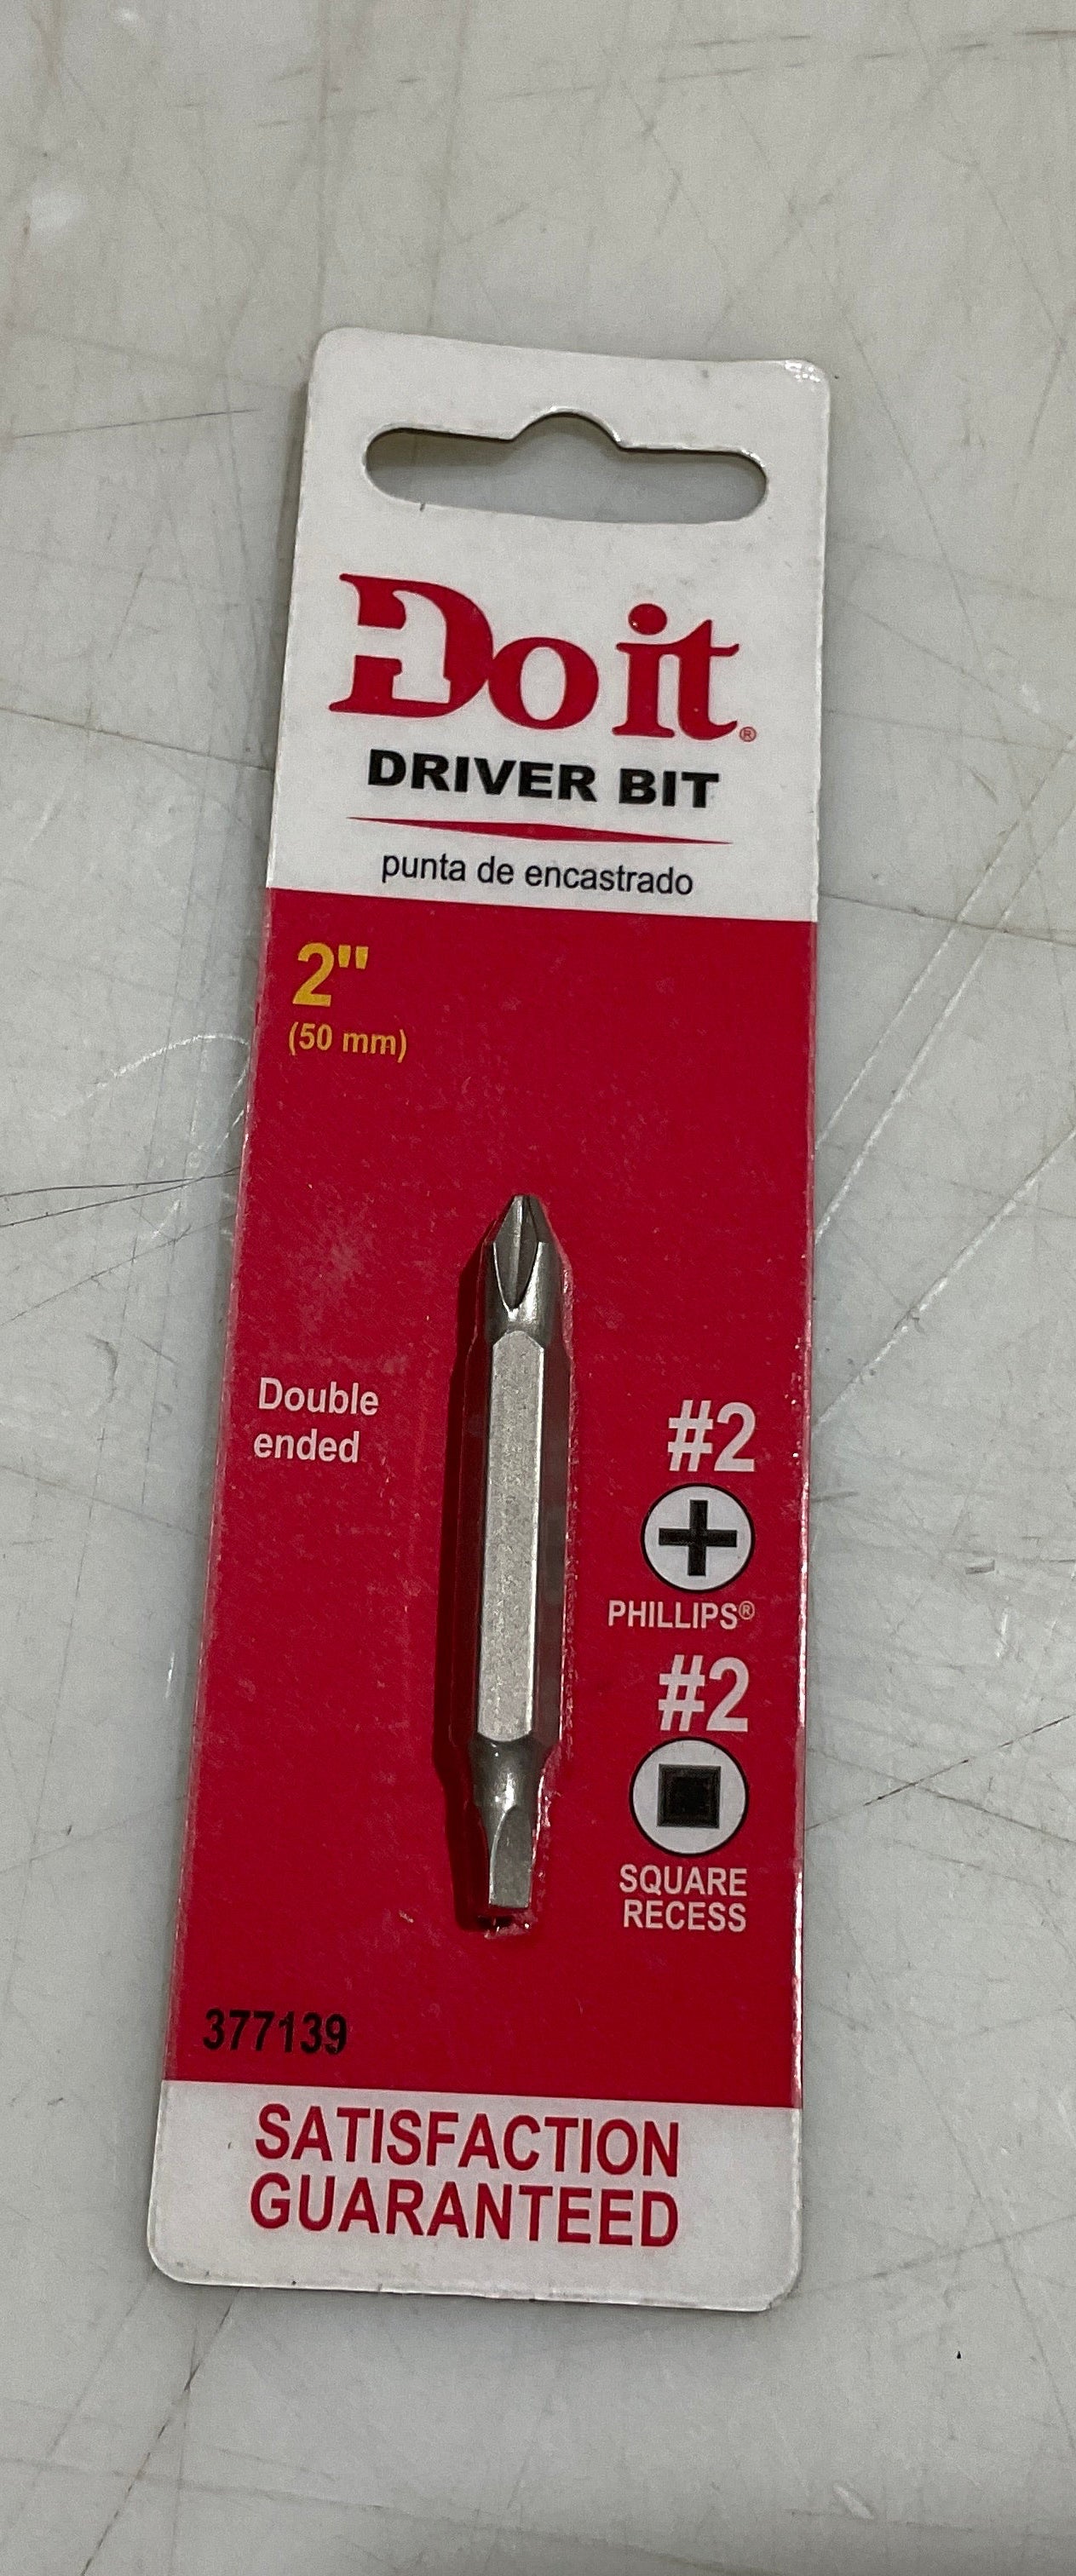 Do it®
DRIVER BIT
punta de encastrado
2"
(50 mm)
Double
ended
#2
PHILLIPS®
#2
SQUARE
RECESS
377139
SATISFACTION
GUARANTEED